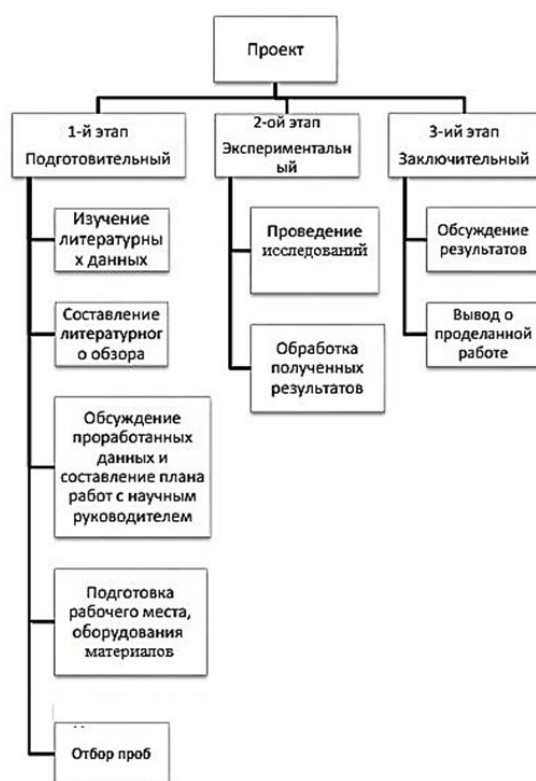 Проект
1-й этап
Подготовительный
Изучение
литературны
х данных
Составление
литературног
о обзора
Обсуждение
проработанных
данных и
составление плана
работ с научным
руководителем
Подготовка
рабочего места,
оборудования
материалов
Отбор проб
2-ой этап
Экспериментальн
ый
Проведение
исследований
Обработка
полученных
результатов
3-ий этап
Заключительный
Обсуждение
результатов
Вывод о
проделанной
работе